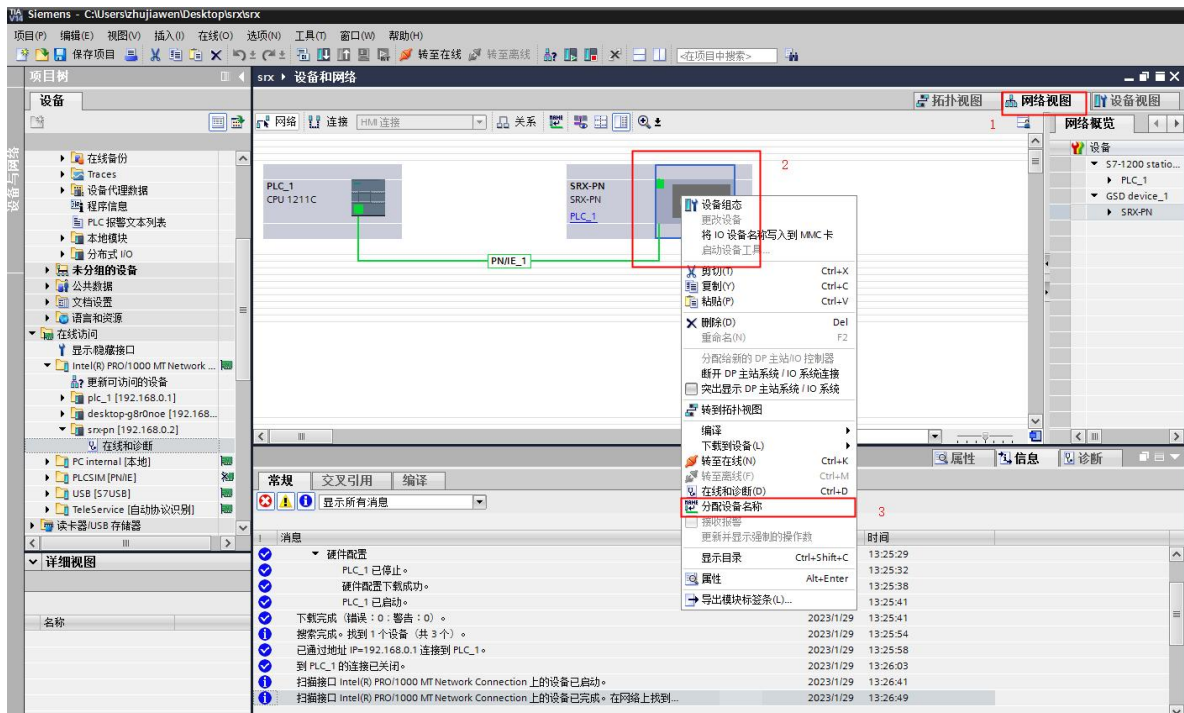 Siemens - C:\Users\zhujiawen\Desktop\srx\srx
项目(P) 编辑(E) 视图(V) 插入(I) 在线(O) 选项(N) 工具(T) 窗口(W) 帮助(H)
保存项目 转至在线 转至离线 <在项目中搜索>
项目树
srx ▸ 设备和网络
设备
拓扑视图 网络视图 设备视图
网络 连接 HMI 连接 关系
1
网络概览
设备与网络
在线备份
Traces
设备代理数据
程序信息
PLC 报警文本列表
本地模块
分布式 I/O
未分组的设备
公共数据
文档设置
语言和资源
在线访问
显示/隐藏接口
Intel(R) PRO/1000 MT Network ...
更新可访问的设备
plc_1 [192.168.0.1]
desktop-g8r0noe [192.168...
srx-pn [192.168.0.2]
在线和诊断
PC internal [本地]
PLCSIM [PN/IE]
USB [S7USB]
TeleService [自动协议识别]
读卡器/USB 存储器
详细视图
名称
PLC_1
CPU 1211C
SRX-PN
SRX-PN
PLC_1
PN/IE_1
2
设备
S7-1200 statio...
PLC_1
GSD device_1
SRX-PN
设备组态
更改设备
将 IO 设备名称写入到 MMC 卡
启动设备工具...
剪切(T) Ctrl+X
复制(Y) Ctrl+C
粘贴(P) Ctrl+V
删除(D) Del
重命名(N) F2
分配给新的 DP 主站/IO 控制器
断开 DP 主站系统 / IO 系统连接
突出显示 DP 主站系统 / IO 系统
转到拓扑视图
编译
下载到设备(L)
转至在线(N) Ctrl+K
转至离线(F) Ctrl+M
在线和诊断(D) Ctrl+D
分配设备名称
3
接收报警
更新并显示强制的操作数
显示目录 Ctrl+Shift+C
属性 Alt+Enter
导出模块标签条(L)...
属性 信息 诊断
常规 交叉引用 编译
显示所有消息
! 消息 时间
硬件配置 13:25:29
PLC_1 已停止。 13:25:32
硬件配置下载成功。 13:25:38
PLC_1 已启动。 13:25:41
下载完成（错误：0；警告：0）。 2023/1/29 13:25:41
搜索完成。找到 1 个设备（共 3 个）。 2023/1/29 13:25:54
已通过地址 IP=192.168.0.1 连接到 PLC_1。 2023/1/29 13:25:58
到 PLC_1 的连接已关闭。 2023/1/29 13:26:03
扫描接口 Intel(R) PRO/1000 MT Network Connection 上的设备已启动。 2023/1/29 13:26:41
扫描接口 Intel(R) PRO/1000 MT Network Connection 上的设备已完成。在网络上找到... 2023/1/29 13:26:49